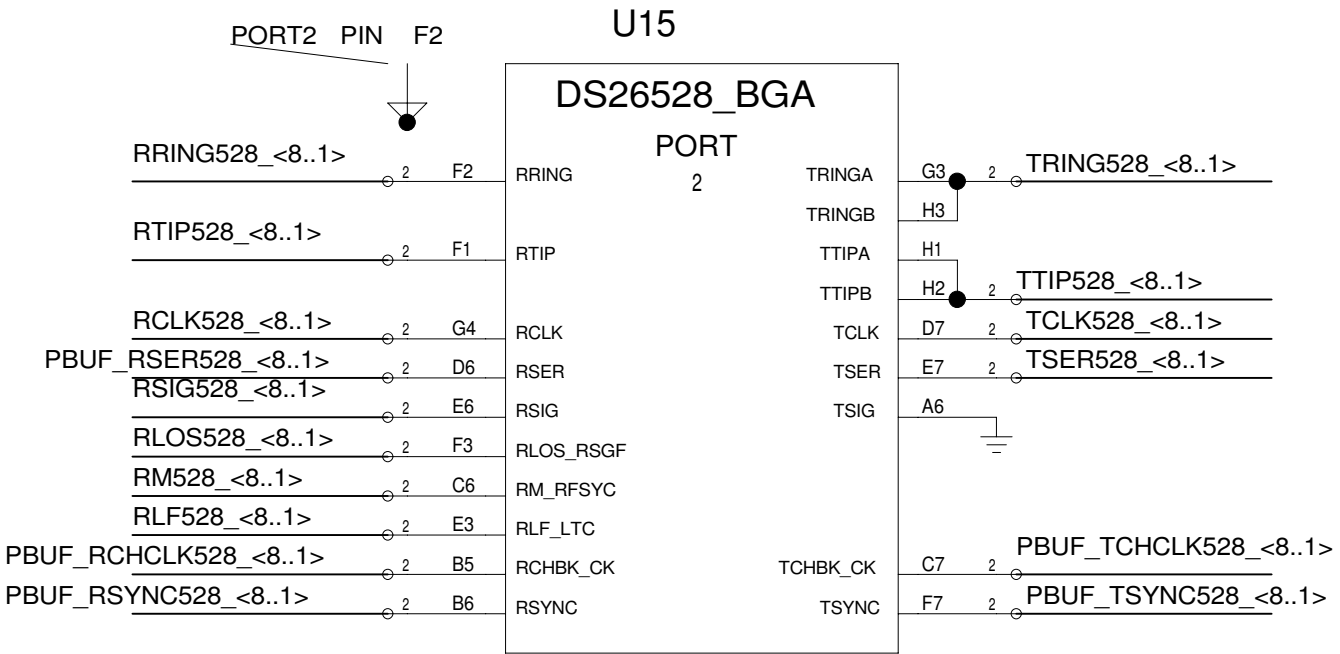 U15
PORT2 PIN F2
DS26528_BGA
PORT
2
RRING528_<8..1> 2 F2 RRING TRINGA G3 2 TRING528_<8..1>
TRINGB H3
RTIP528_<8..1> 2 F1 RTIP TTIPA H1
TTIPB H2 2 TTIP528_<8..1>
RCLK528_<8..1> 2 G4 RCLK TCLK D7 2 TCLK528_<8..1>
PBUF_RSER528_<8..1> 2 D6 RSER TSER E7 2 TSER528_<8..1>
RSIG528_<8..1> 2 E6 RSIG TSIG A6
RLOS528_<8..1> 2 F3 RLOS_RSGF
RM528_<8..1> 2 C6 RM_RFSYC
RLF528_<8..1> 2 E3 RLF_LTC
PBUF_RCHCLK528_<8..1> 2 B5 RCHBK_CK TCHBK_CK C7 2 PBUF_TCHCLK528_<8..1>
PBUF_RSYNC528_<8..1> 2 B6 RSYNC TSYNC F7 2 PBUF_TSYNC528_<8..1>